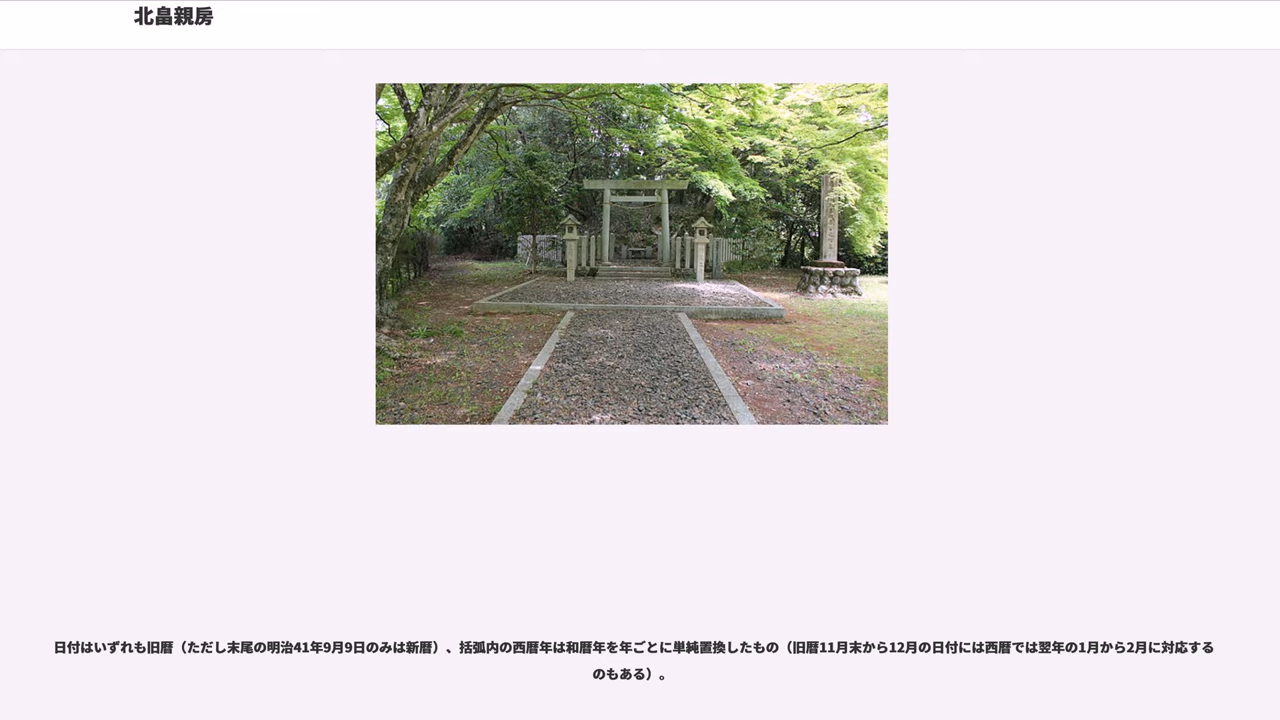 北畠親房
日付はいずれも旧暦（ただし末尾の明治41年9月9日のみは新暦）、括弧内の西暦年は和暦年を年ごとに単純置換したもの（旧暦11月末から12月の日付には西暦では翌年の1月から2月に対応する
のもある）。